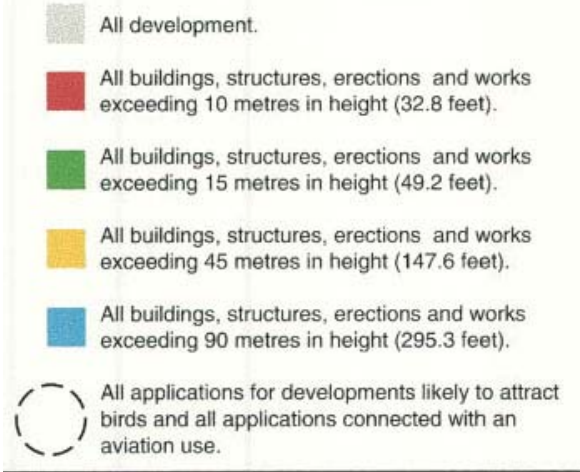 All development.
All buildings, structures, erections and works
exceeding 10 metres in height (32.8 feet).
All buildings, structures, erections and works
exceeding 15 metres in height (49.2 feet).
All buildings, structures, erections and works
exceeding 45 metres in height (147.6 feet).
All buildings, structures, erections and works
exceeding 90 metres in height (295.3 feet).
All applications for developments likely to attract
birds and all applications connected with an
aviation use.